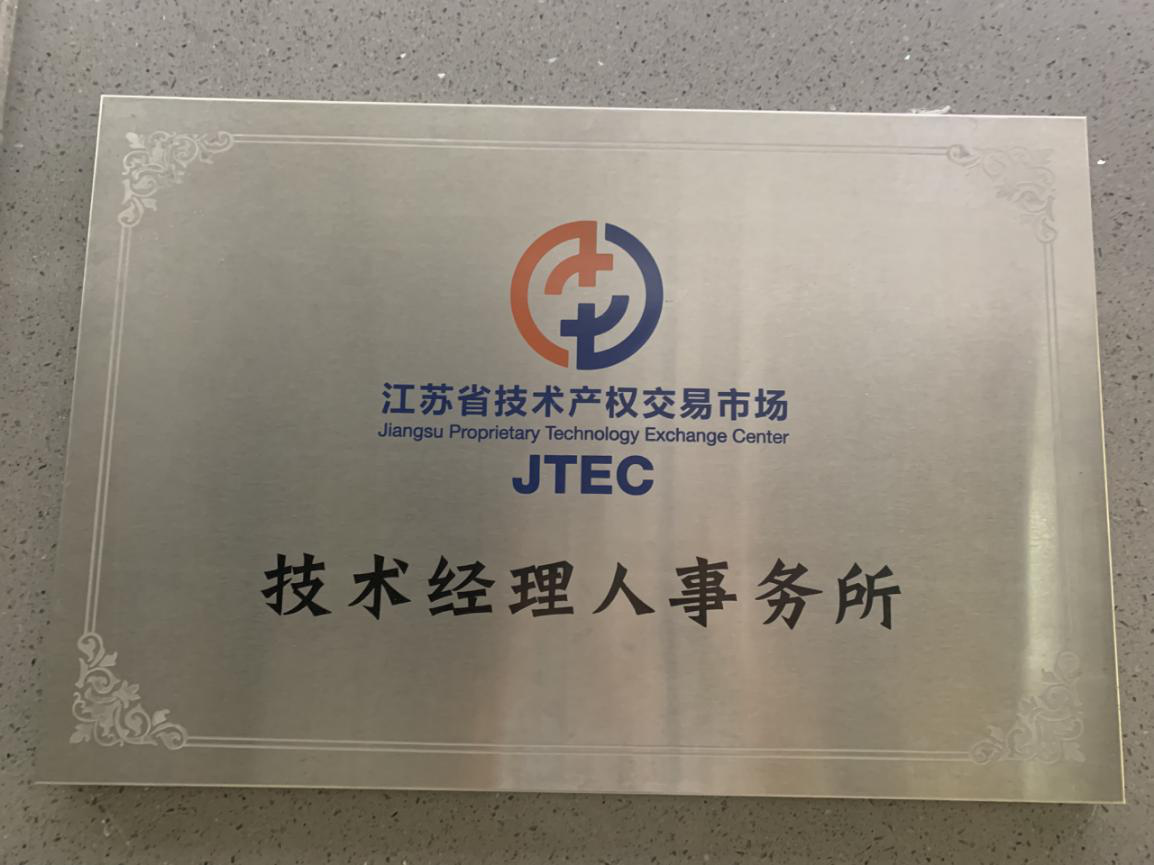 江苏省技术产权交易市场
Jiangsu Proprietary Technology Exchange Center
JTEC
技术经理人事务所